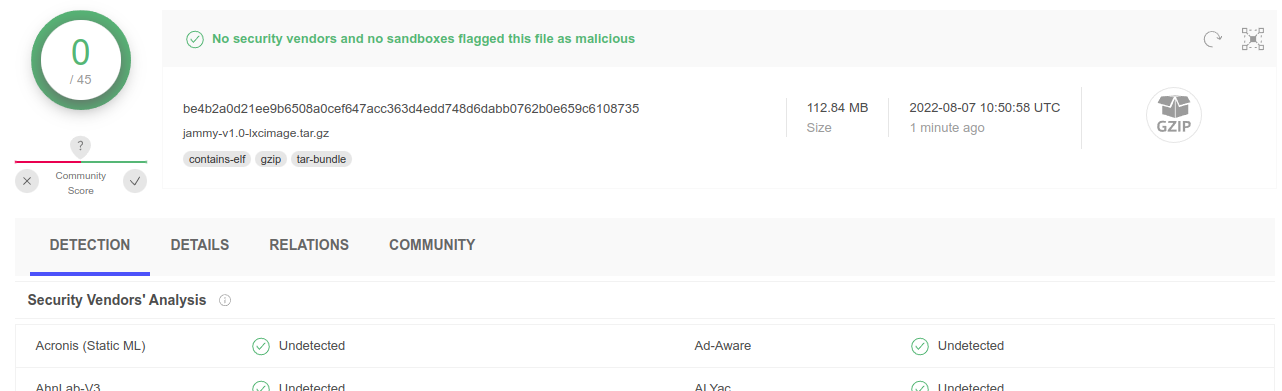 0
/ 45
?
Community
Score
No security vendors and no sandboxes flagged this file as malicious
be4b2a0d21ee9b6508a0cef647acc363d4edd748d6dabb0762b0e659c6108735
jammy-v1.0-lxcimage.tar.gz
contains-elf gzip tar-bundle
112.84 MB
Size
2022-08-07 10:50:58 UTC
1 minute ago
GZIP
DETECTION DETAILS RELATIONS COMMUNITY
Security Vendors' Analysis
Acronis (Static ML) Undetected Ad-Aware Undetected
AhnLab-V3 Undetected ALYac Undetected